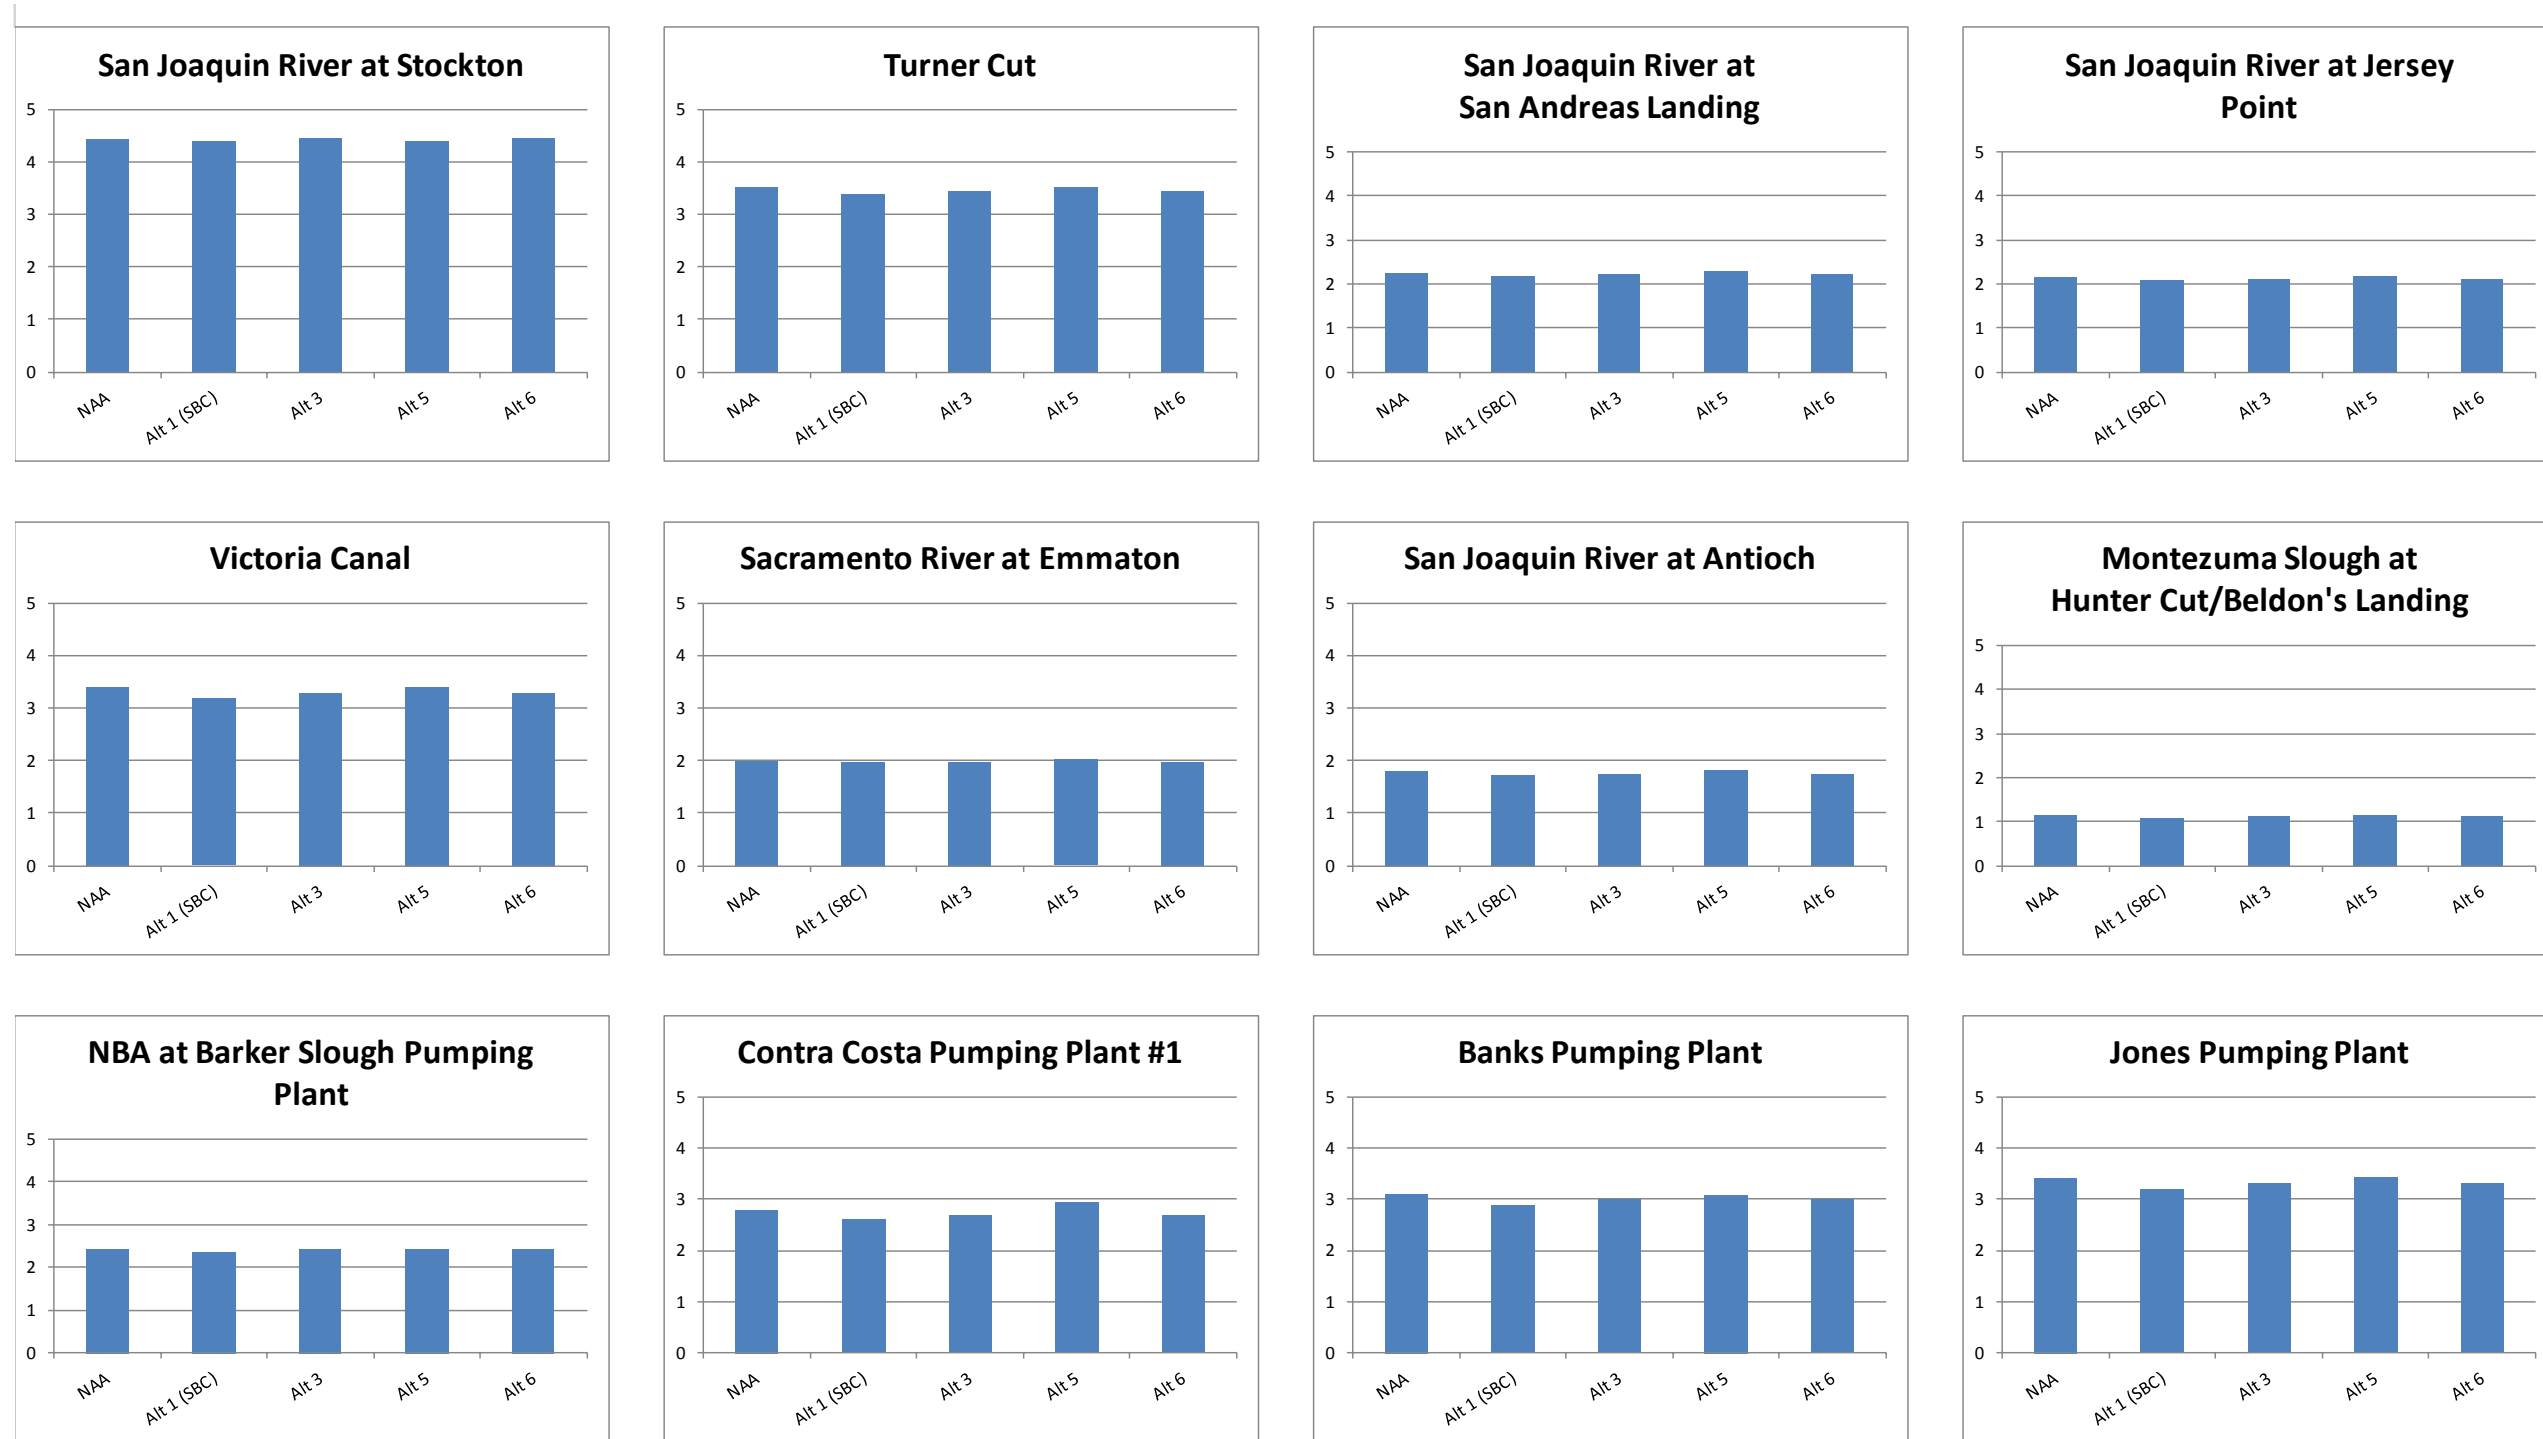 San Joaquin River at Stockton
5
4
3
2
1
0
NAA
Alt 1 (SBC)
Alt 3
Alt 5
Alt 6
Turner Cut
5
4
3
2
1
0
NAA
Alt 1 (SBC)
Alt 3
Alt 5
Alt 6
San Joaquin River at
San Andreas Landing
5
4
3
2
1
0
NAA
Alt 1 (SBC)
Alt 3
Alt 5
Alt 6
San Joaquin River at Jersey
Point
5
4
3
2
1
0
NAA
Alt 1 (SBC)
Alt 3
Alt 5
Alt 6
Victoria Canal
5
4
3
2
1
0
NAA
Alt 1 (SBC)
Alt 3
Alt 5
Alt 6
Sacramento River at Emmaton
5
4
3
2
1
0
NAA
Alt 1 (SBC)
Alt 3
Alt 5
Alt 6
San Joaquin River at Antioch
5
4
3
2
1
0
NAA
Alt 1 (SBC)
Alt 3
Alt 5
Alt 6
Montezuma Slough at
Hunter Cut/Beldon's Landing
5
4
3
2
1
0
NAA
Alt 1 (SBC)
Alt 3
Alt 5
Alt 6
NBA at Barker Slough Pumping
Plant
5
4
3
2
1
0
NAA
Alt 1 (SBC)
Alt 3
Alt 5
Alt 6
Contra Costa Pumping Plant #1
5
4
3
2
1
0
NAA
Alt 1 (SBC)
Alt 3
Alt 5
Alt 6
Banks Pumping Plant
5
4
3
2
1
0
NAA
Alt 1 (SBC)
Alt 3
Alt 5
Alt 6
Jones Pumping Plant
5
4
3
2
1
0
NAA
Alt 1 (SBC)
Alt 3
Alt 5
Alt 6